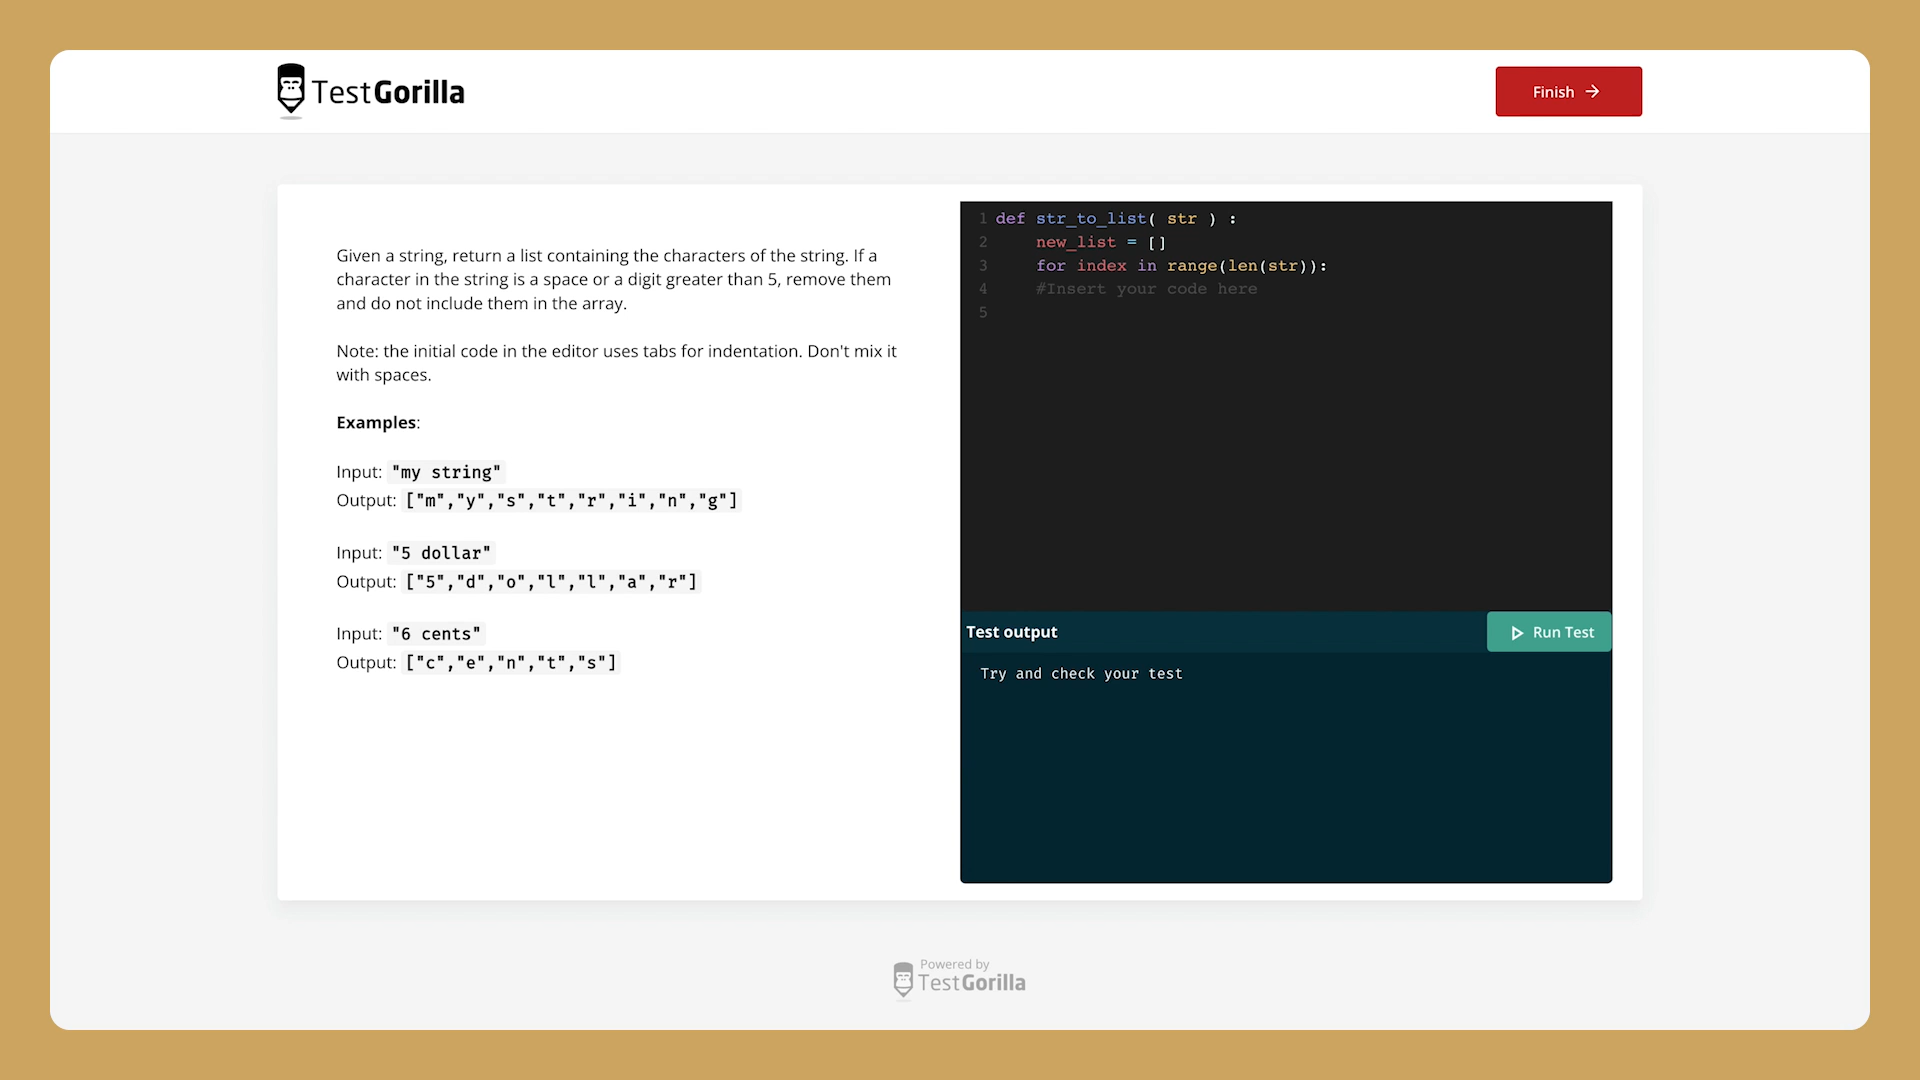 TestGorilla
Finish
Given a string, return a list containing the characters of the string. If a
character in the string is a space or a digit greater than 5, remove them
and do not include them in the array.
Note: the initial code in the editor uses tabs for indentation. Don't mix it
with spaces.
Examples:
Input: "my string"
Output: ["m","y","s","t","r","i","n","g"]
Input: "5 dollar"
Output: ["5","d","o","l","l","a","r"]
Input: "6 cents"
Output: ["c","e","n","t","s"]
1 def str_to_list( str ) :
2 new_list = []
3 for index in range(len(str)):
4 #Insert your code here
5
Test output
Run Test
Try and check your test
Powered by
TestGorilla